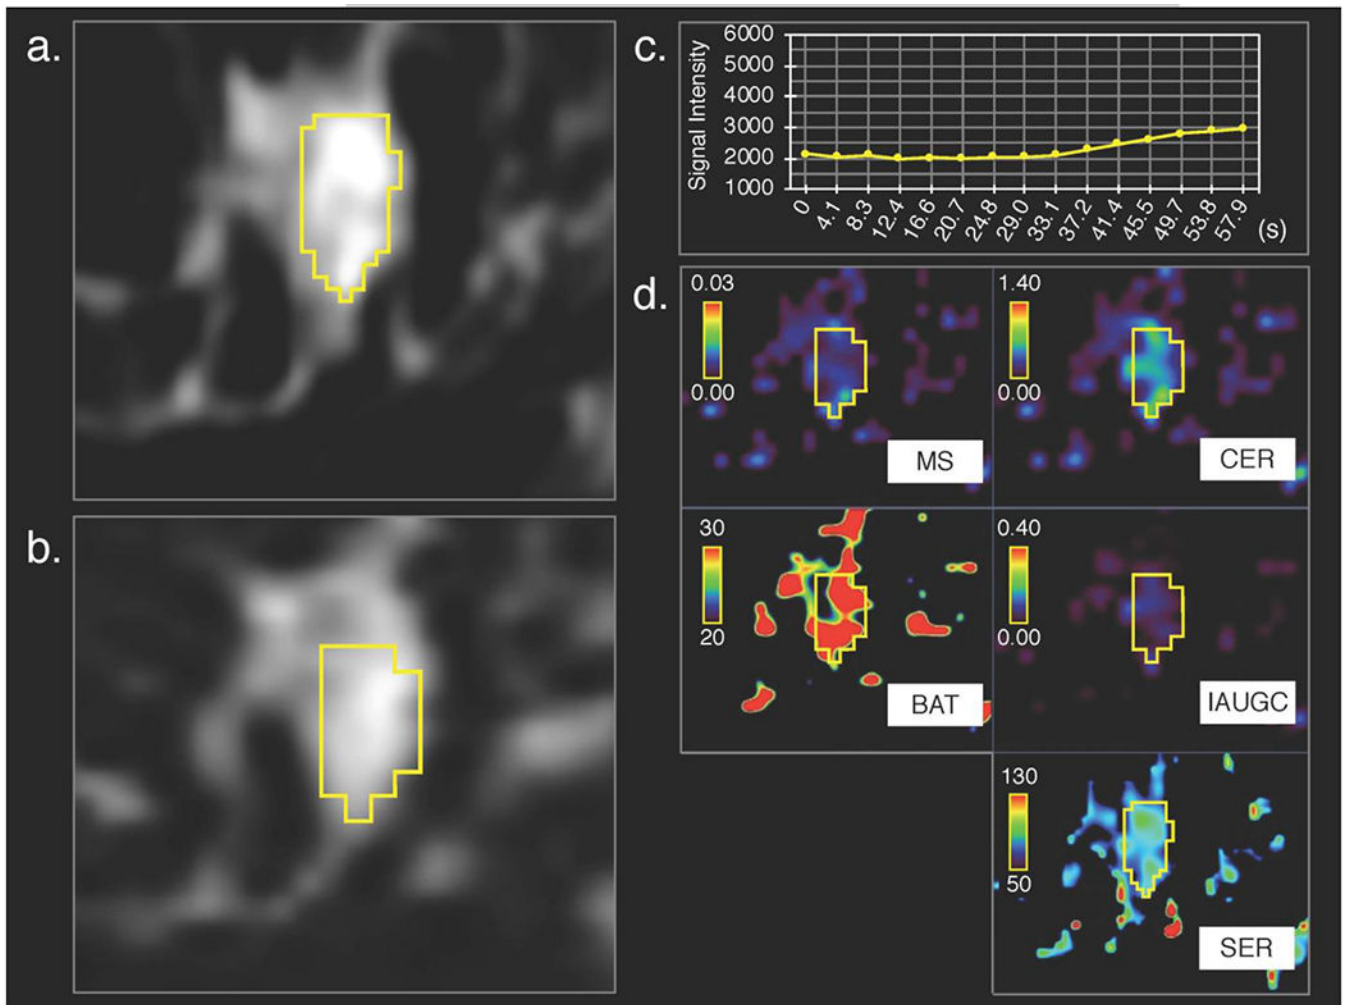 a.
b.
c.
Signal Intensity
6000
5000
4000
3000
2000
1000
0 4.1 8.3 12.4 16.6 20.7 24.8 29.0 33.1 37.2 41.4 45.5 49.7 53.8 57.9 (s)
d.
0.03
0.00
MS
1.40
0.00
CER
30
20
BAT
0.40
0.00
IAUGC
130
50
SER